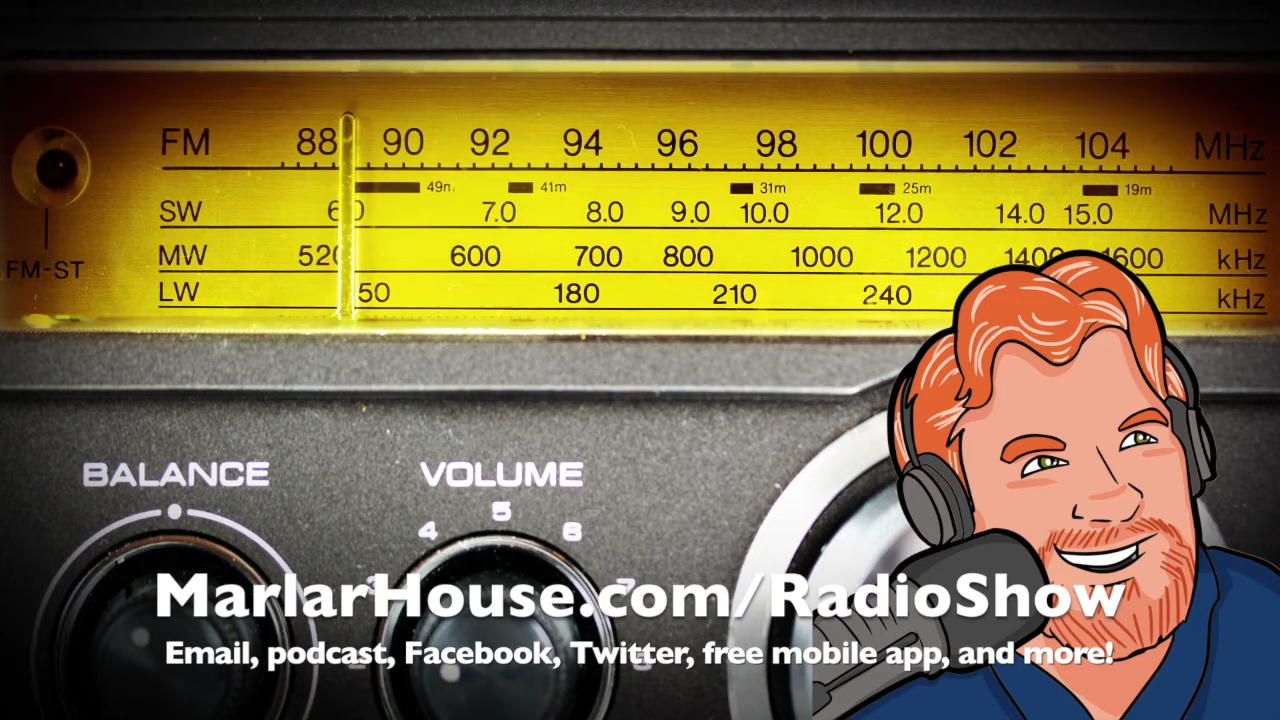 FM 88 90 92 94 96 98 100 102 104 MHz
49m 41m 31m 25m 19m
SW 7.0 8.0 9.0 10.0 12.0 14.0 15.0 MHz
MW 520 600 700 800 1000 1200 1400 1600 kHz
FM-ST
LW 50 180 210 240 kHz
BALANCE VOLUME
4 5 6
MarlarHouse.com/RadioShow
Email, podcast, Facebook, Twitter, free mobile app, and more!